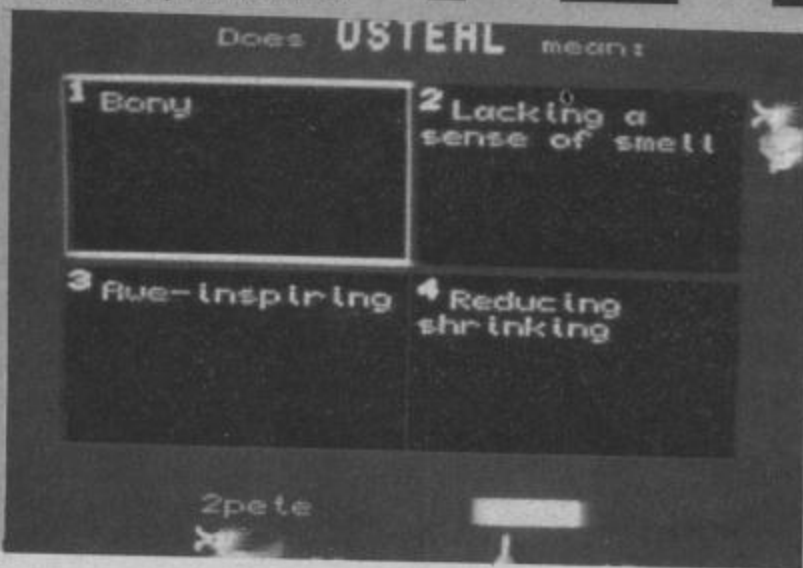 Does OSTEAL mean:
1 Bony
2 Lacking a
sense of smell
3 Awe-inspiring
4 Reducing
shrinking
2pete